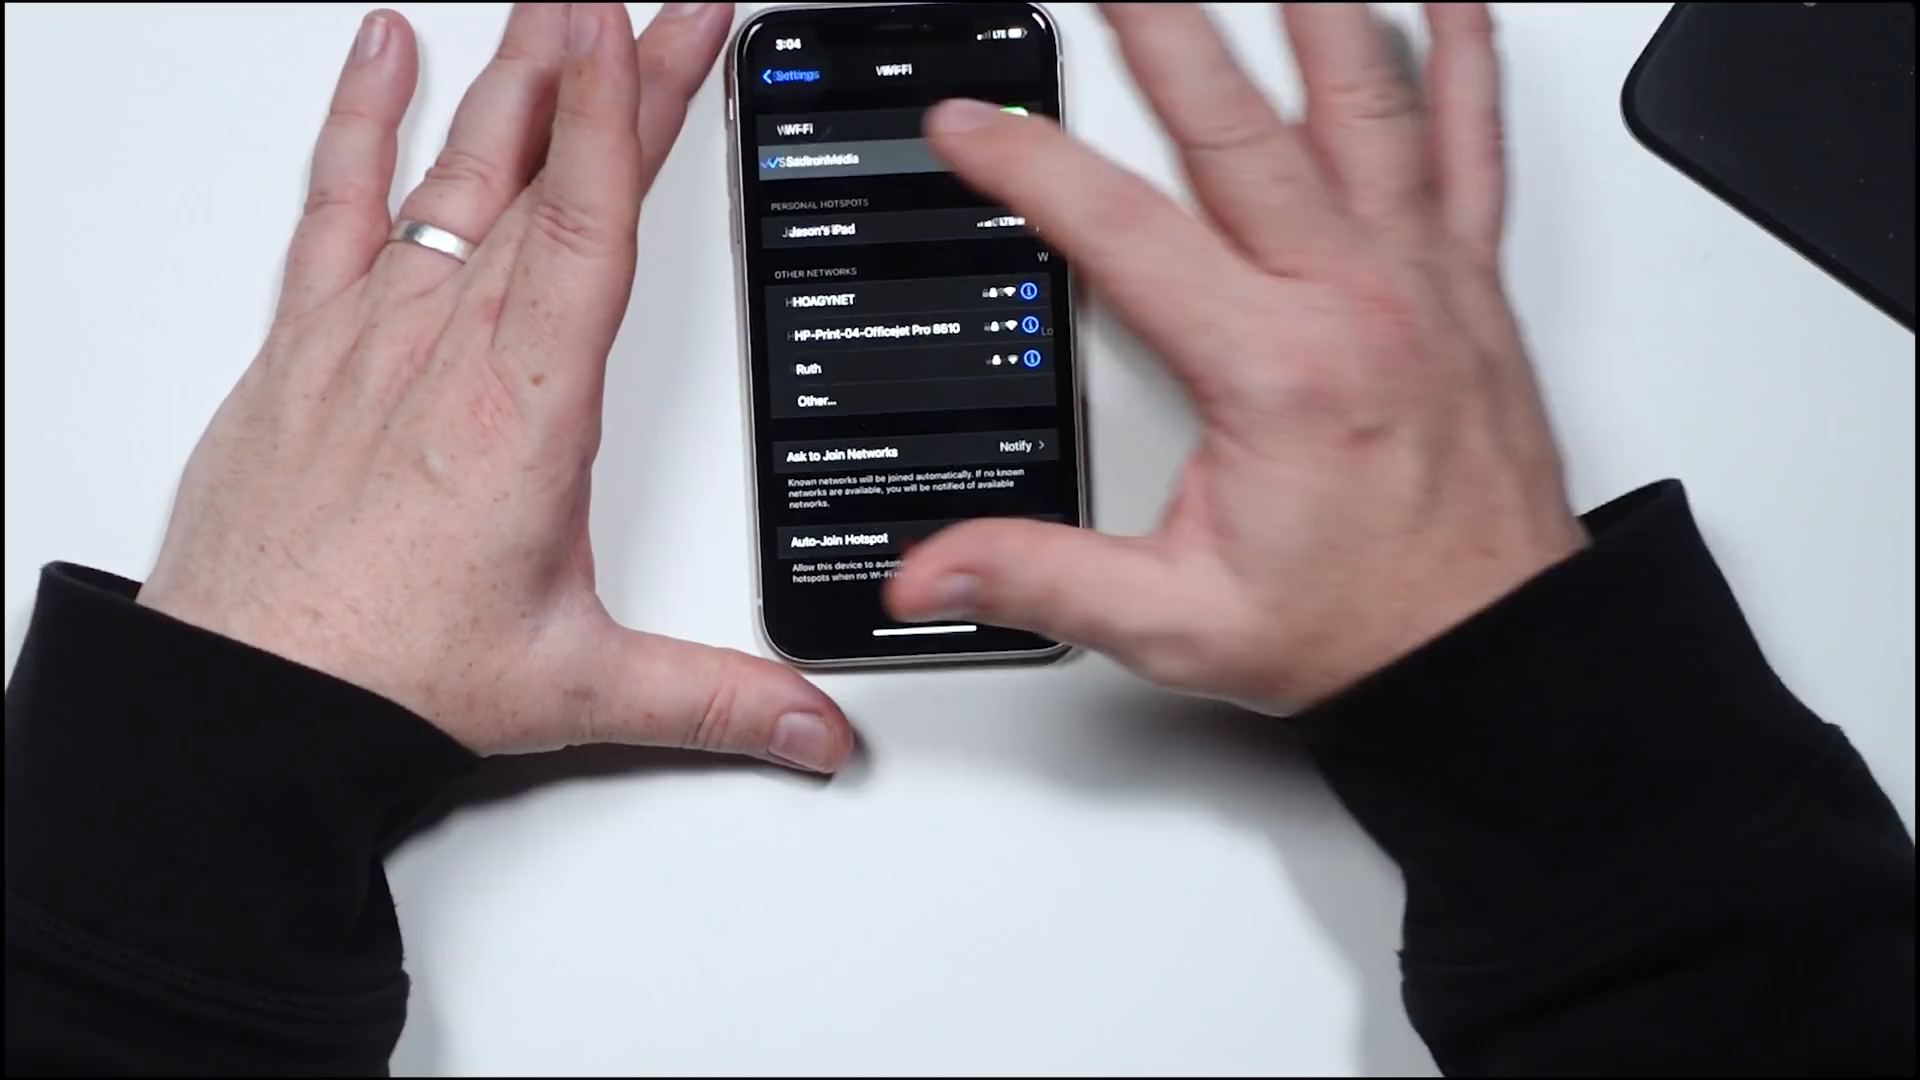 3:04
LTE
Settings
Wi-Fi
Wi-Fi
SadIronMedia
PERSONAL HOTSPOTS
Jason's iPad
LTE
OTHER NETWORKS
HOAGYNET
HP-Print-04-Officejet Pro 8610
Ruth
Other...
Ask to Join Networks Notify
Known networks will be joined automatically. If no known
networks are available, you will be notified of available
networks.
Auto-Join Hotspot
Allow this device to
hotspots when no Wi-Fi